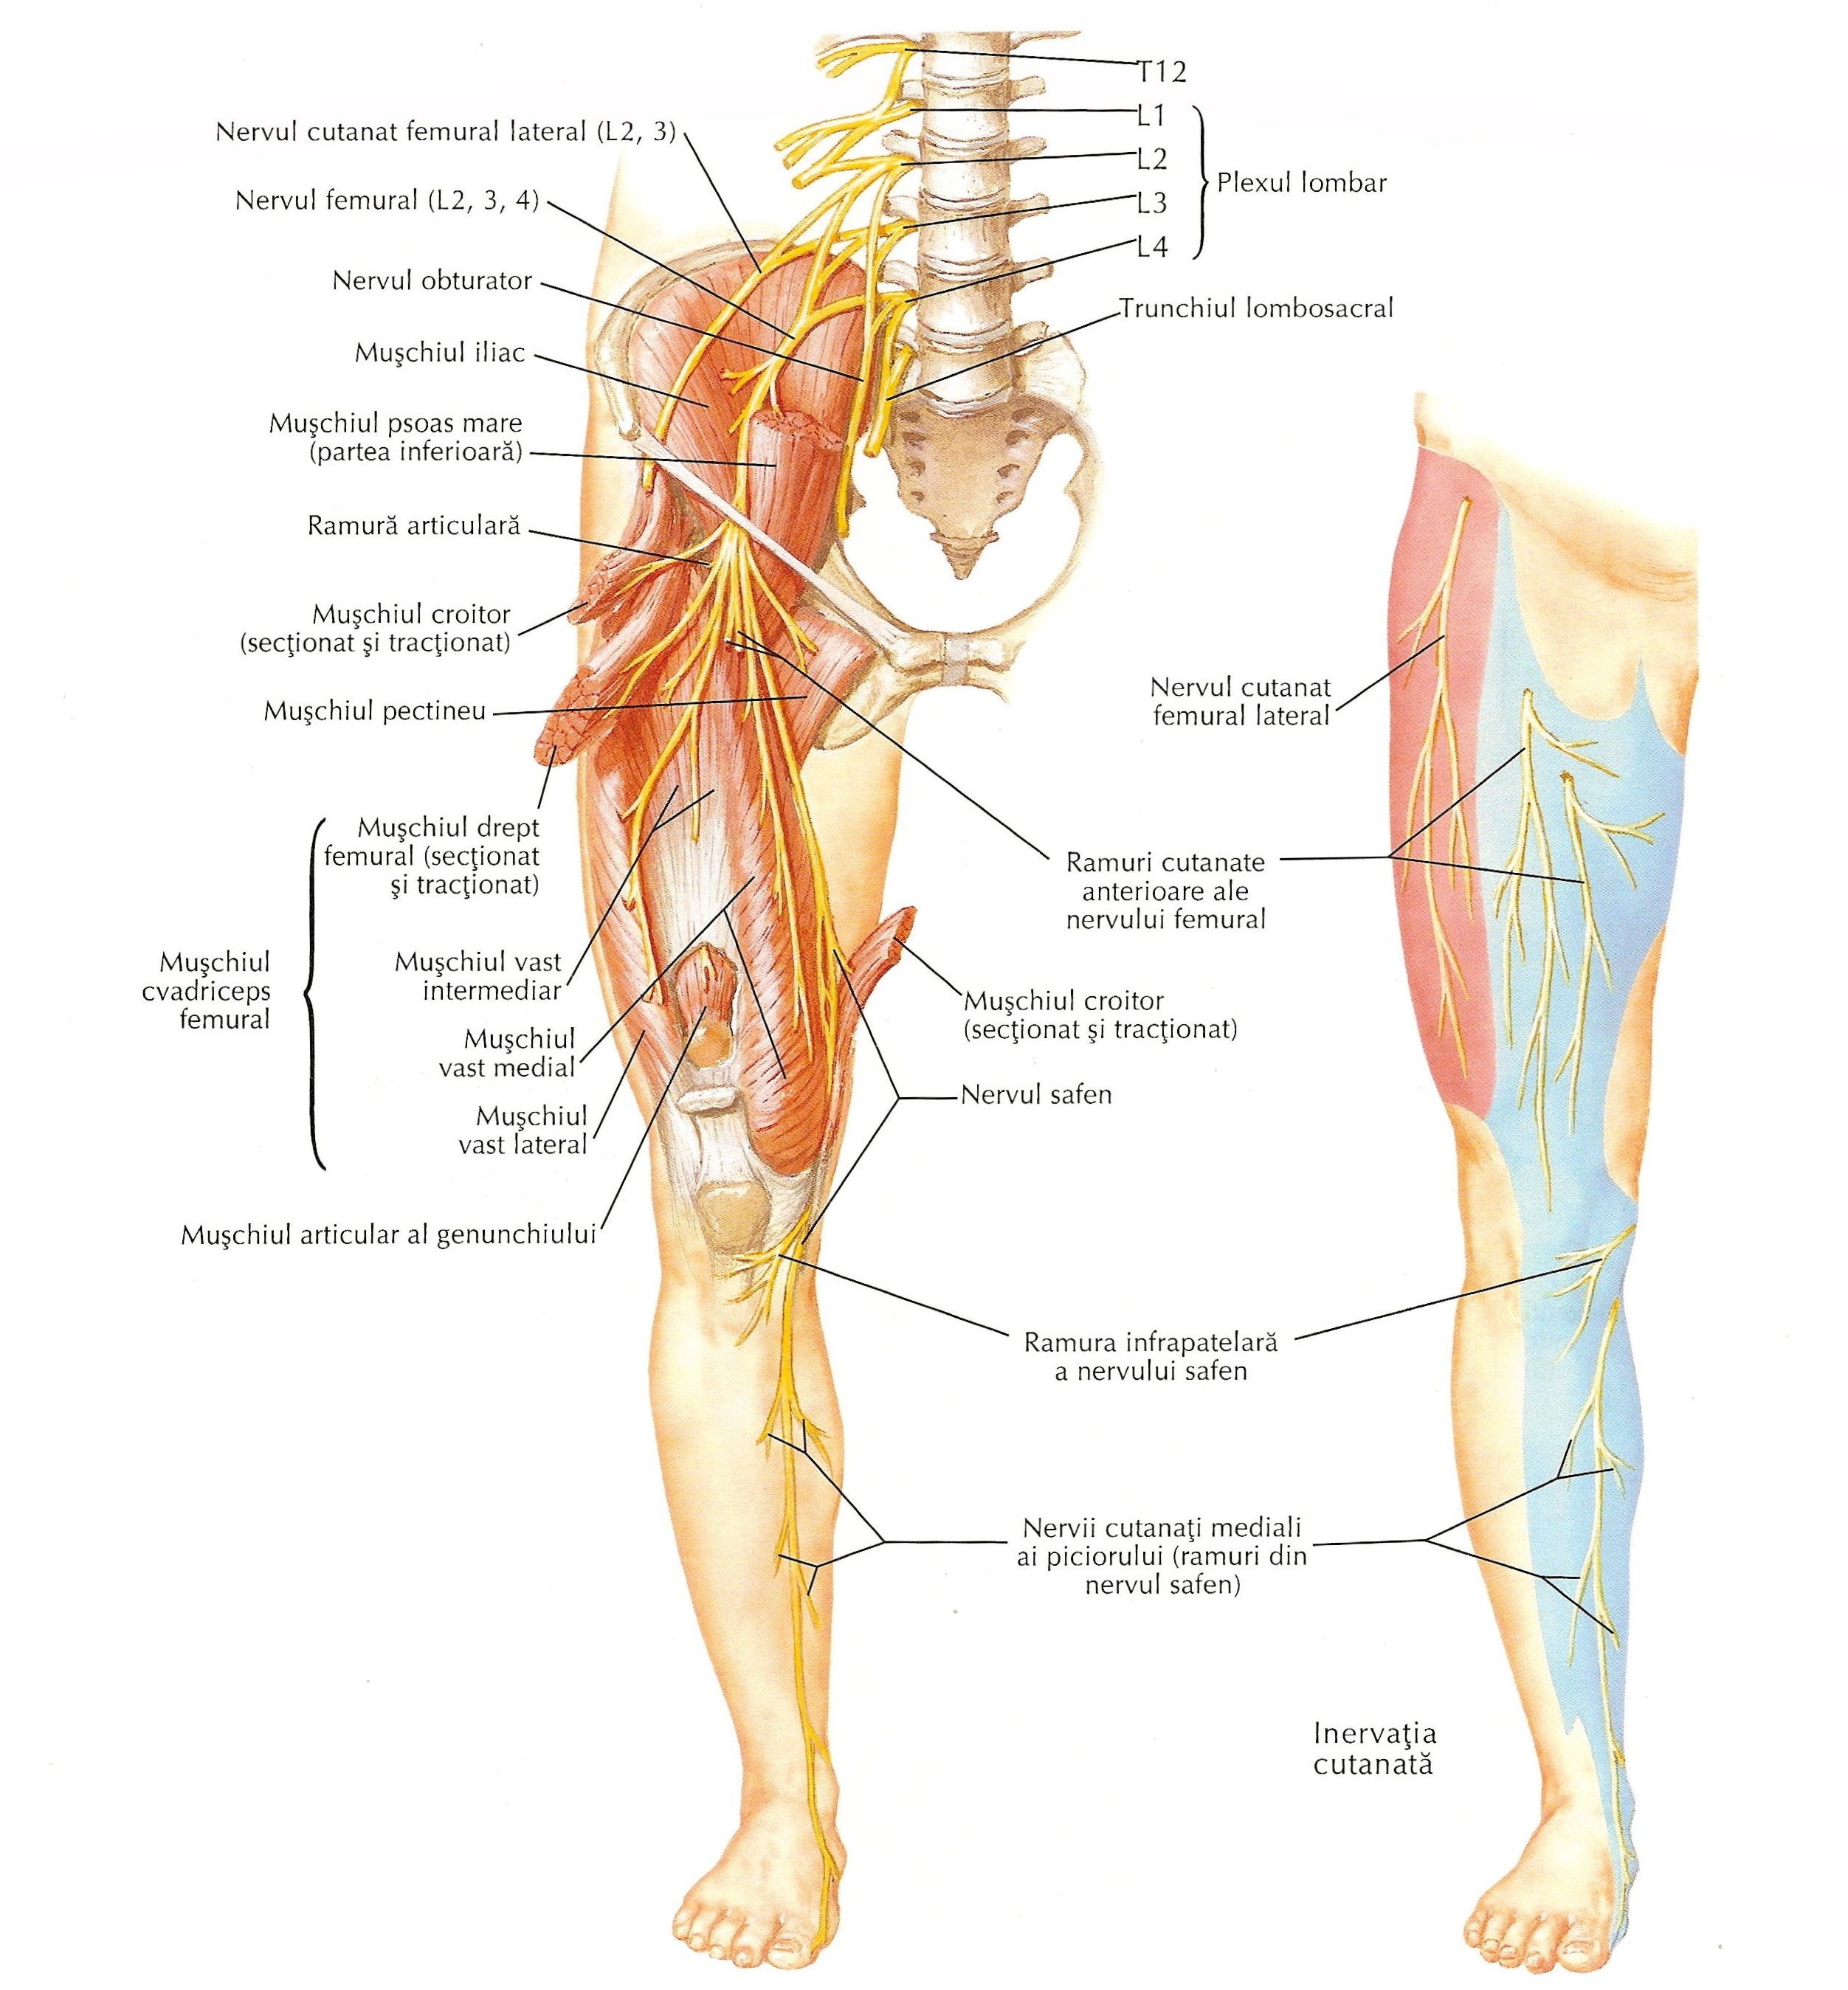 T12
L1
L2
L3
L4
Plexul lombar
Trunchiul lombosacral
Nervul cutanat femural lateral (L2, 3)
Nervul femural (L2, 3, 4)
Nervul obturator
Muşchiul iliac
Muşchiul psoas mare
(partea inferioară)
Ramură articulară
Muşchiul croitor
(secţionat şi tracţionat)
Muşchiul pectineu
Muşchiul drept
femural (secţionat
şi tracţionat)
Muşchiul
cvadriceps
femural
Muşchiul vast
intermediar
Muşchiul
vast medial
Muşchiul
vast lateral
Muşchiul articular al genunchiului
Nervul cutanat
femural lateral
Ramuri cutanate
anterioare ale
nervului femural
Muşchiul croitor
(secţionat şi tracţionat)
Nervul safen
Ramura infrapatelară
a nervului safen
Nervii cutanaţi mediali
ai piciorului (ramuri din
nervul safen)
Inervaţia
cutanată